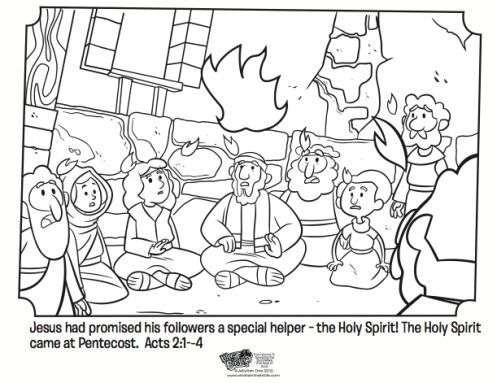 Jesus had promised his followers a special helper - the Holy Spirit! The Holy Spirit
came at Pentecost.  Acts 2:1--4